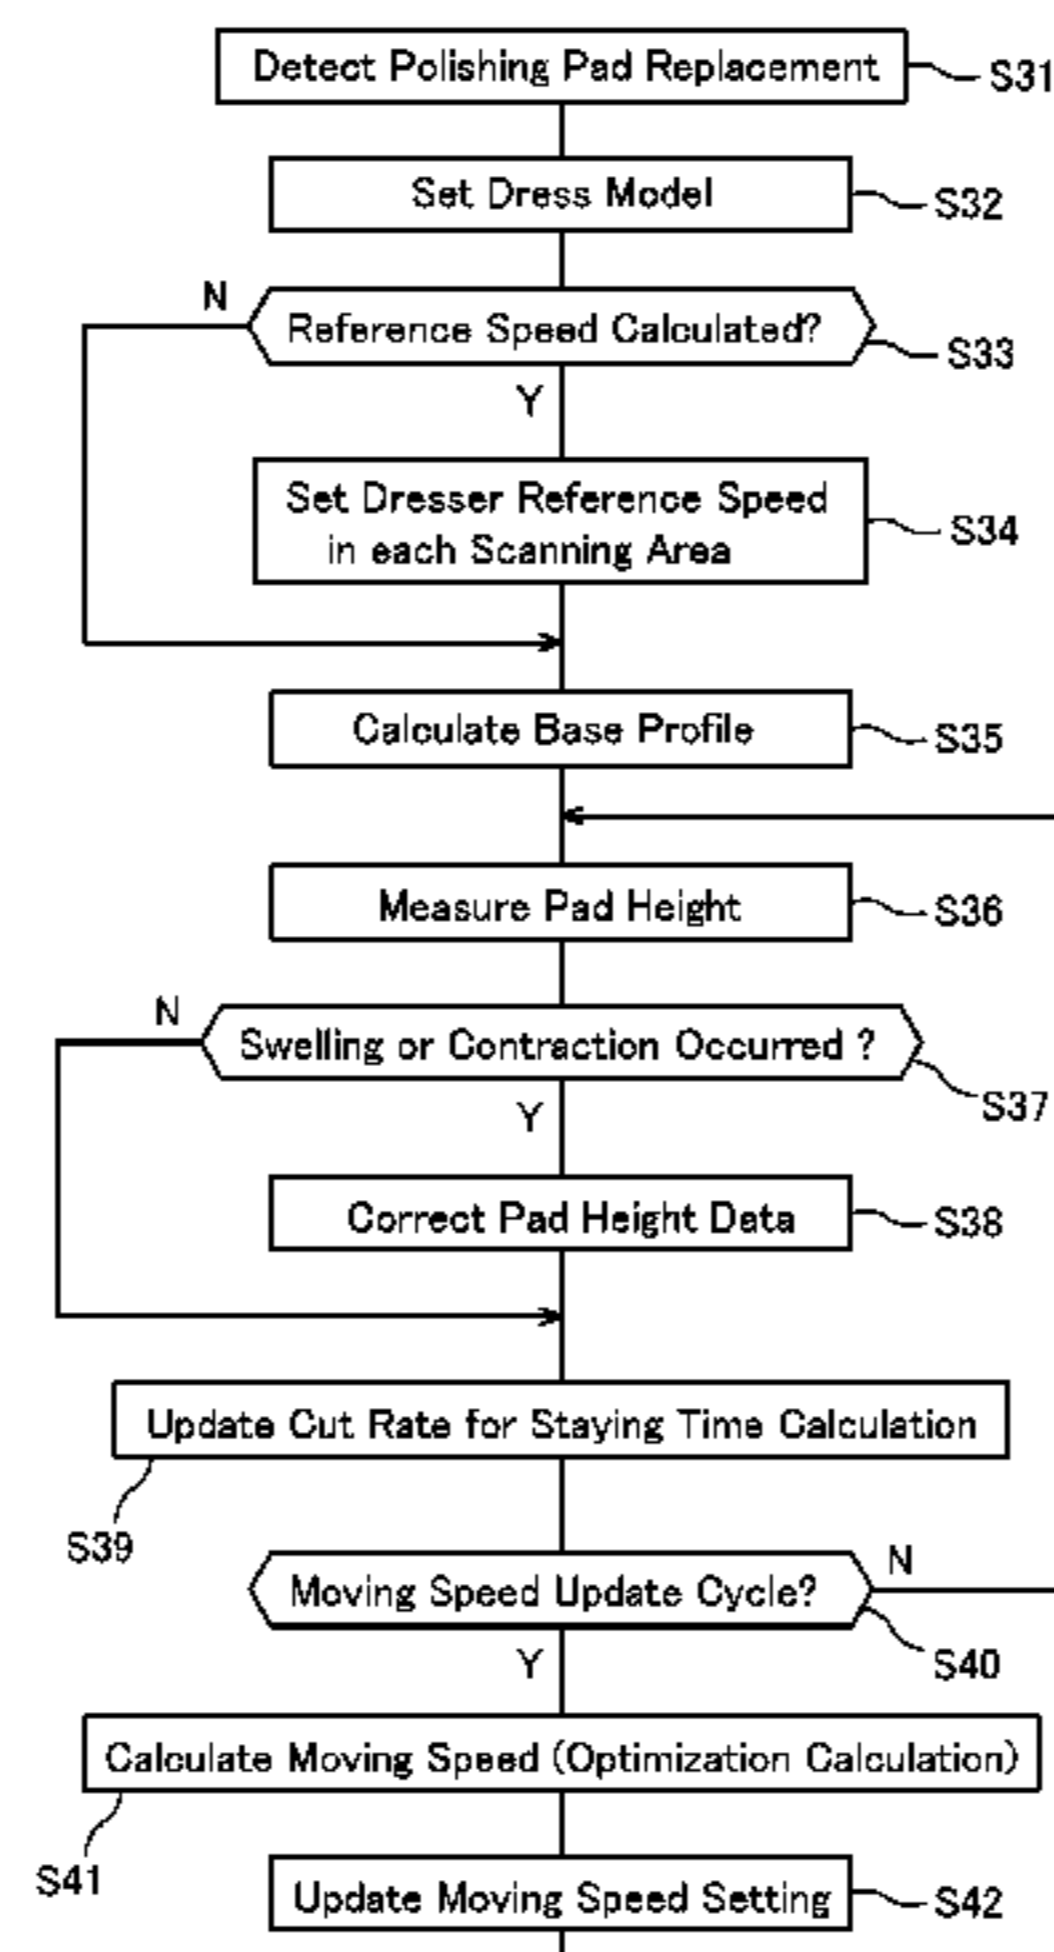 Detect Polishing Pad Replacement
S31
Set Dress Model
S32
N
Reference Speed Calculated?
S33
Y
Set Dresser Reference Speed
in each Scanning Area
S34
Calculate Base Profile
S35
Measure Pad Height
S36
N
Swelling or Contraction Occurred ?
S37
Y
Correct Pad Height Data
S38
Update Cut Rate for Staying Time Calculation
S39
Moving Speed Update Cycle?
N
S40
Y
Calculate Moving Speed (Optimization Calculation)
S41
Update Moving Speed Setting
S42